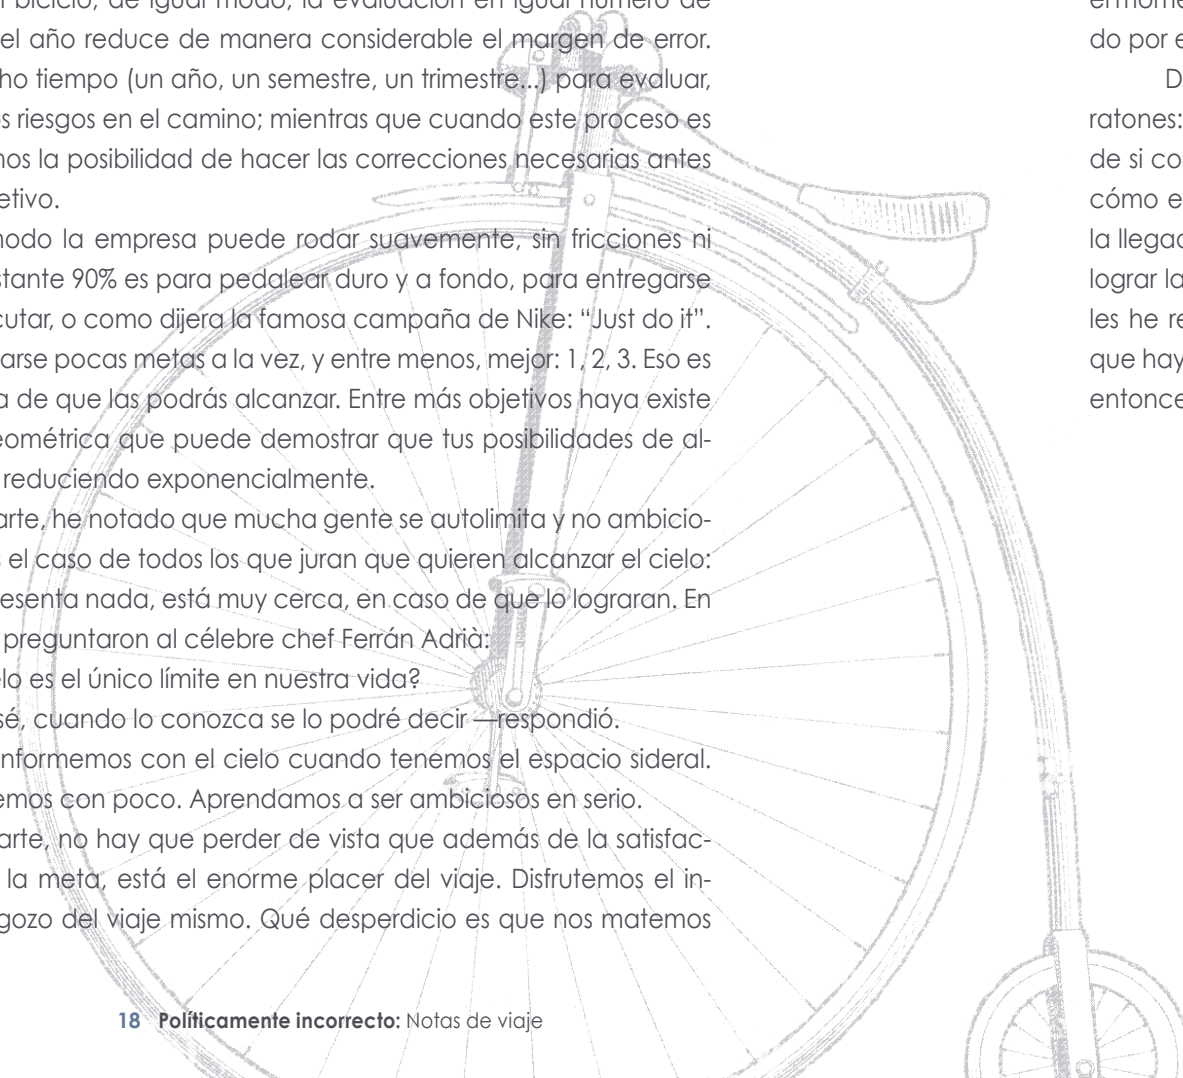 biciclo, de igual modo, la evaluación en igual número de
el año reduce de manera considerable el margen de error.
tiempo (un año, un semestre, un trimestre...) para evaluar,
riesgos en el camino; mientras que cuando este proceso es
la posibilidad de hacer las correcciones necesarias antes
etivo.
modo la empresa puede rodar suavemente, sin fricciones ni
stante 90% es para pedalear duro y a fondo, para entregarse
cutar, o como dijera la famosa campaña de Nike: “Just do it”.
arse pocas metas a la vez, y entre menos, mejor: 1, 2, 3. Eso es
a de que las podrás alcanzar. Entre más objetivos haya existe
eométrica que puede demostrar que tus posibilidades de al-
reduciendo exponencialmente.
arte, he notado que mucha gente se autolimita y no ambicio-
el caso de todos los que juran que quieren alcanzar el cielo:
esenta nada, está muy cerca, en caso de que lo lograran. En
preguntaron al célebre chef Ferrán Adrià:
elo es el único límite en nuestra vida?
sé, cuando lo conozca se lo podré decir —respondió.
nformemos con el cielo cuando tenemos el espacio sideral.
emos con poco. Aprendamos a ser ambiciosos en serio.
arte, no hay que perder de vista que además de la satisfac-
la meta, está el enorme placer del viaje. Disfrutemos el in-
gozo del viaje mismo. Qué desperdicio es que nos matemos
18 Políticamente incorrecto: Notas de viaje
do por e
D
ratones:
de si co
cómo e
la llegac
lograr la
les he re
que hay
entonce